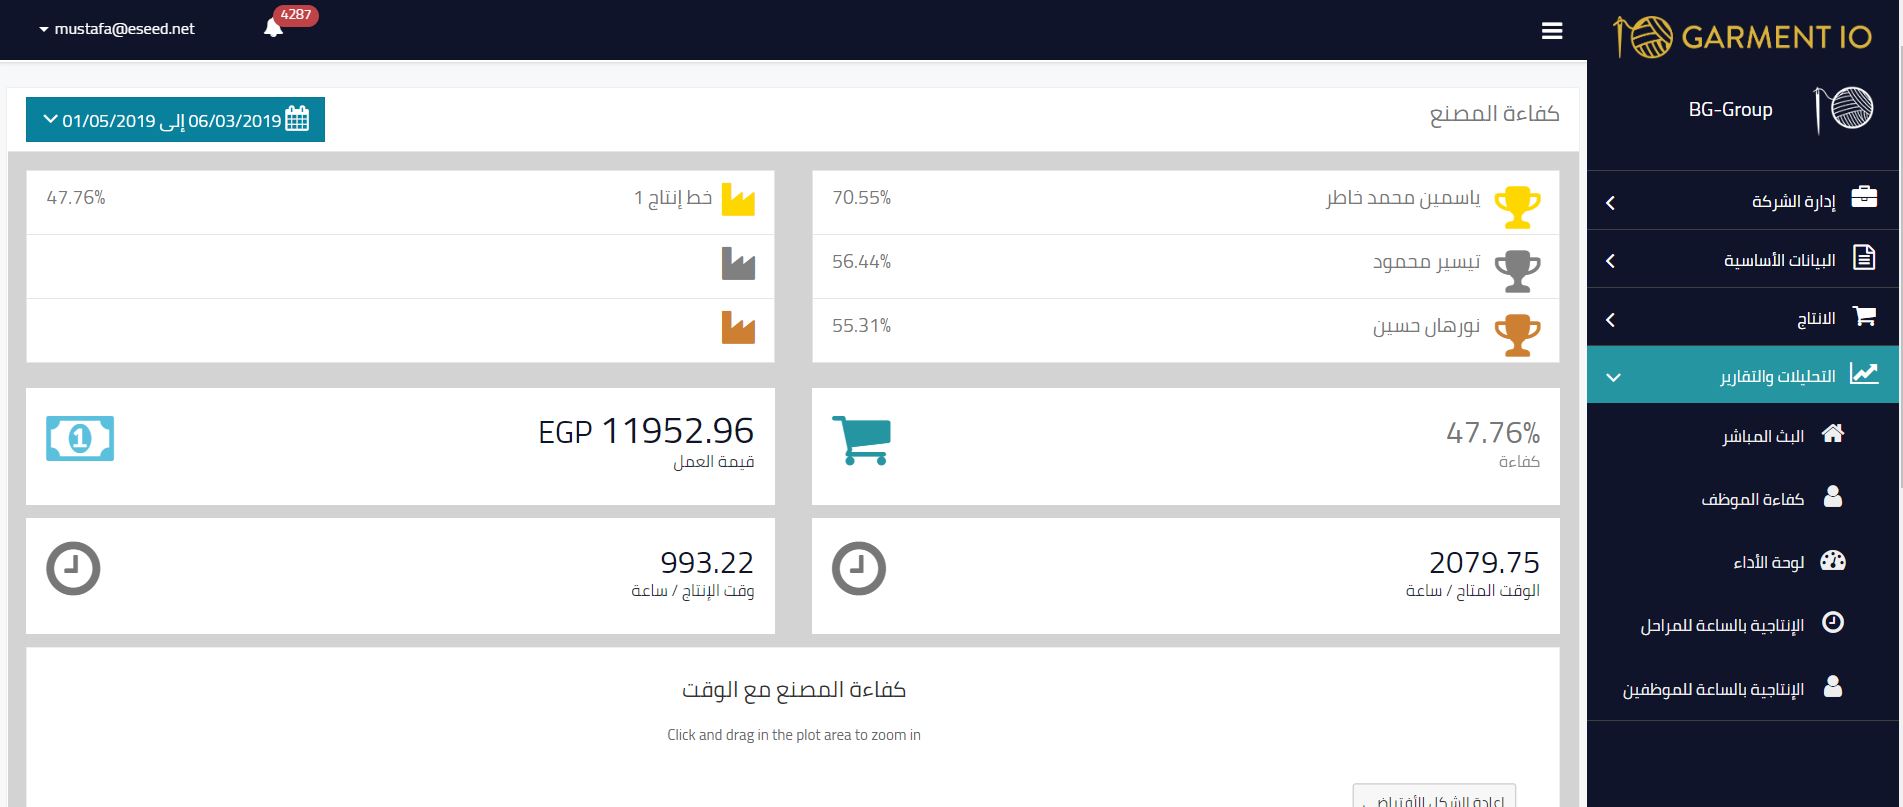 GARMENT IO
BG-Group
إدارة الشركة
البيانات الأساسية
الانتاج
التحليلات والتقارير
البث المباشر
كفاءة الموظف
لوحة الأداء
الإنتاجية بالساعة للمراحل
الإنتاجية بالساعة للموظفين
mustafa@eseed.net
4287
كفاءة المصنع
06/03/2019 إلى 01/05/2019
ياسمين محمد خاطر 70.55%
تيسير محمود 56.44%
نورهان حسين 55.31%
خط إنتاج 1 47.76%
47.76%
كفاءة
EGP 11952.96
قيمة العمل
1
2079.75
الوقت المتاح / ساعة
993.22
وقت الإنتاج / ساعة
كفاءة المصنع مع الوقت
Click and drag in the plot area to zoom in
إعادة الشكل الأفتراضي